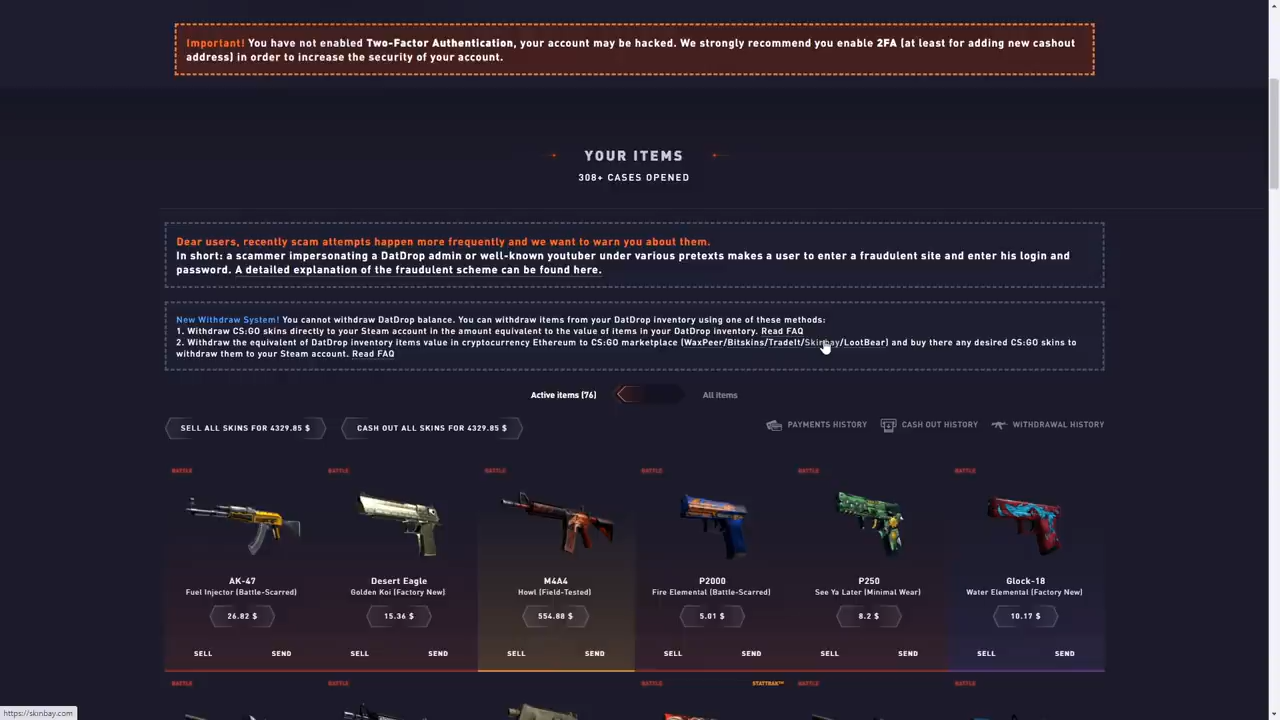 Important! You have not enabled Two-Factor Authentication, your account may be hacked. We strongly recommend you enable 2FA (at least for adding new cashout
address) in order to increase the security of your account.
YOUR ITEMS
308+ CASES OPENED
Dear users, recently scam attempts happen more frequently and we want to warn you about them.
In short: a scammer impersonating a DatDrop admin or well-known youtuber under various pretexts makes a user to enter a fraudulent site and enter his login and
password. A detailed explanation of the fraudulent scheme can be found here.
New Withdraw System! You cannot withdraw DatDrop balance. You can withdraw items from your DatDrop inventory using one of these methods:
1. Withdraw CS:GO skins directly to your Steam account in the amount equivalent to the value of items in your DatDrop inventory. Read FAQ
2. Withdraw the equivalent of DatDrop inventory items value in cryptocurrency Ethereum to CS:GO marketplace (WaxPeer/Bitskins/TradeIt/Skinbay/LootBear) and buy there any desired CS:GO skins to
withdraw them to your Steam account. Read FAQ
Active items (76) All items
SELL ALL SKINS FOR 4329.85 $ CASH OUT ALL SKINS FOR 4329.85 $ PAYMENTS HISTORY CASH OUT HISTORY WITHDRAWAL HISTORY
BATTLE BATTLE BATTLE BATTLE BATTLE BATTLE
AK-47 Desert Eagle M4A4 P2000 P250 Glock-18
Fuel Injector (Battle-Scarred) Golden Koi (Factory New) Howl (Field-Tested) Fire Elemental (Battle-Scarred) See Ya Later (Minimal Wear) Water Elemental (Factory New)
26.82 $ 15.36 $ 554.88 $ 5.01 $ 8.2 $ 10.17 $
SELL SEND SELL SEND SELL SEND SELL SEND SELL SEND SELL SEND
BATTLE BATTLE BATTLE STATTRAK™ BATTLE BATTLE
https://skinbay.com